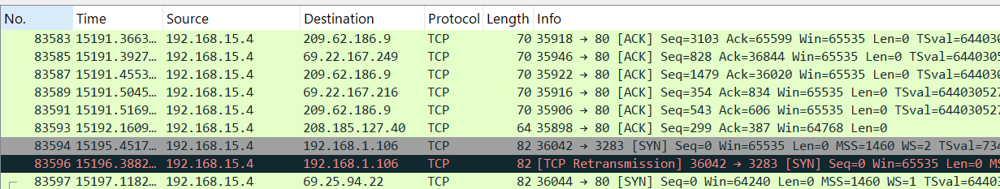 No. Time Source Destination Protocol Length Info
83583 15191.3663… 192.168.15.4 209.62.186.9 TCP 70 35918 → 80 [ACK] Seq=3103 Ack=65599 Win=65535 Len=0 TSval=644030
83585 15191.3927… 192.168.15.4 69.22.167.249 TCP 70 35946 → 80 [ACK] Seq=828 Ack=36844 Win=65535 Len=0 TSval=6440305
83587 15191.4553… 192.168.15.4 209.62.186.9 TCP 70 35922 → 80 [ACK] Seq=1479 Ack=36020 Win=65535 Len=0 TSval=644030
83589 15191.5045… 192.168.15.4 69.22.167.216 TCP 70 35916 → 80 [ACK] Seq=354 Ack=834 Win=65535 Len=0 TSval=644030527
83591 15191.5169… 192.168.15.4 209.62.186.9 TCP 70 35906 → 80 [ACK] Seq=543 Ack=606 Win=65535 Len=0 TSval=644030527
83593 15192.1609… 192.168.15.4 208.185.127.40 TCP 64 35898 → 80 [ACK] Seq=299 Ack=387 Win=64768 Len=0
83594 15195.4517… 192.168.15.4 192.168.1.106 TCP 82 36042 → 3283 [SYN] Seq=0 Win=65535 Len=0 MSS=1460 WS=2 TSval=734
83596 15196.3882… 192.168.15.4 192.168.1.106 TCP 82 [TCP Retransmission] 36042 → 3283 [SYN] Seq=0 Win=65535 Len=0 MS
83597 15197.1182… 192.168.15.4 69.25.94.22 TCP 82 36044 → 80 [SYN] Seq=0 Win=64240 Len=0 MSS=1460 WS=1 TSval=64403